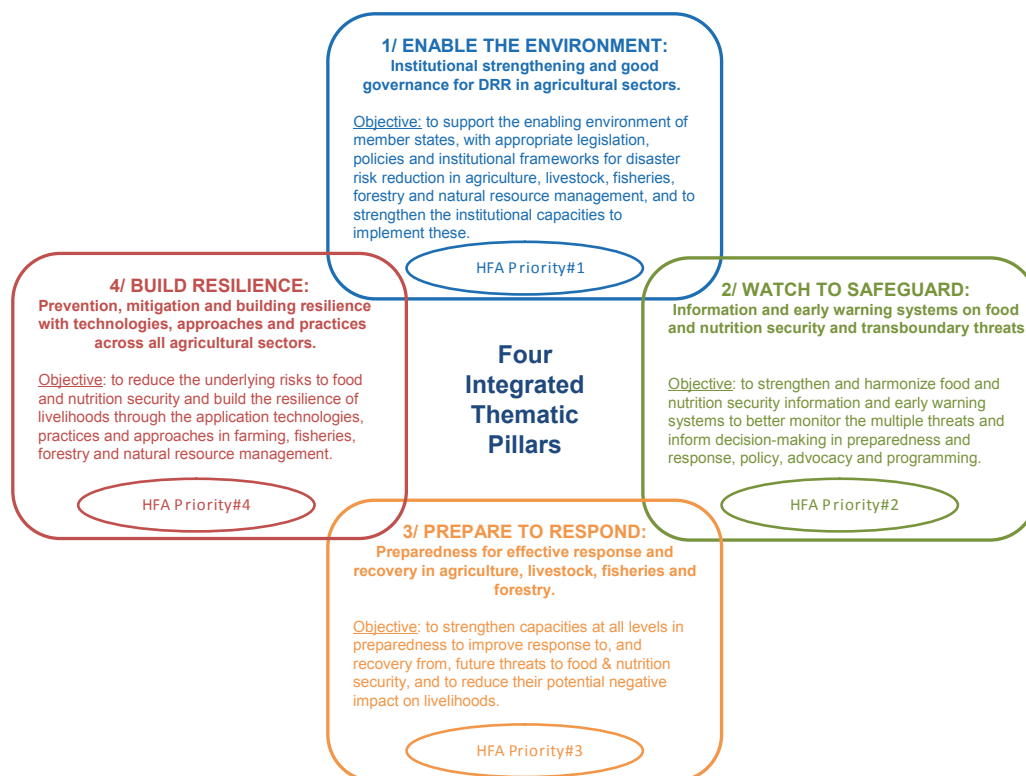 1/ ENABLE THE ENVIRONMENT:
Institutional strengthening and good
governance for DRR in agricultural sectors.
Objective: to support the enabling environment of
member states, with appropriate legislation,
policies and institutional frameworks for disaster
risk reduction in agriculture, livestock, fisheries,
forestry and natural resource management, and to
strengthen the institutional capacities to
implement these.
HFA Priority#1
4/ BUILD RESILIENCE:
Prevention, mitigation and building resilience
with technologies, approaches and practices
across all agricultural sectors.
Objective: to reduce the underlying risks to food
and nutrition security and build the resilience of
livelihoods through the application technologies,
practices and approaches in farming, fisheries,
forestry and natural resource management.
HFA Priority#4
Four
Integrated
Thematic
Pillars
2/ WATCH TO SAFEGUARD:
Information and early warning systems on food
and nutrition security and transboundary threats
Objective: to strengthen and harmonize food and
nutrition security information and early warning
systems to better monitor the multiple threats and
inform decision-making in preparedness and
response, policy, advocacy and programming.
HFA Priority#2
3/ PREPARE TO RESPOND:
Preparedness for effective response and
recovery in agriculture, livestock, fisheries and
forestry.
Objective: to strengthen capacities at all levels in
preparedness to improve response to, and
recovery from, future threats to food & nutrition
security, and to reduce their potential negative
impact on livelihoods.
HFA Priority#3